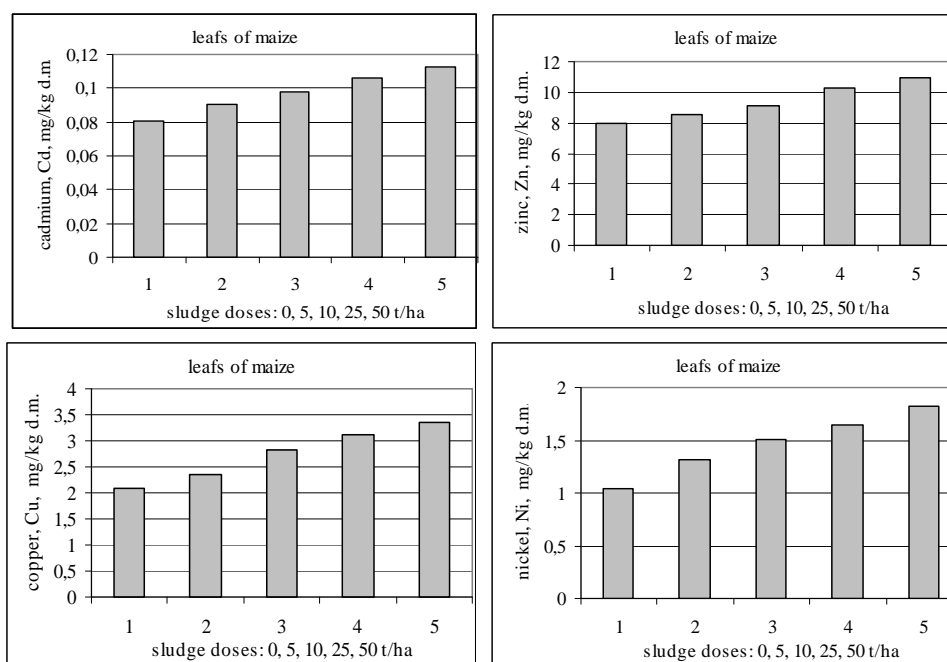 leafs of maize
cadmium, Cd, mg/kg d.m
0,12
0,1
0,08
0,06
0,04
0,02
0
1 2 3 4 5
sludge doses: 0, 5, 10, 25, 50 t/ha
leafs of maize
zinc, Zn, mg/kg d.m.
12
10
8
6
4
2
0
1 2 3 4 5
sludge doses: 0, 5, 10, 25, 50 t/ha
leafs of maize
copper, Cu, mg/kg d.m.
4
3,5
3
2,5
2
1,5
1
0,5
0
1 2 3 4 5
sludge doses: 0, 5, 10, 25, 50 t/ha
leafs of maize
nickel, Ni, mg/kg d.m.
2
1,5
1
0,5
0
1 2 3 4 5
sludge doses: 0, 5, 10, 25, 50 t/ha